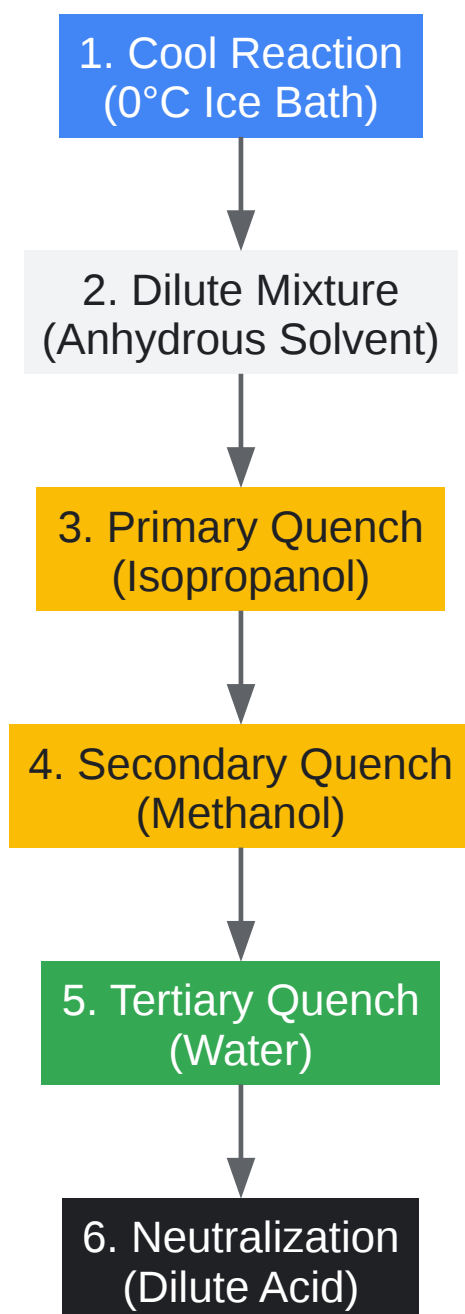 1. Cool Reaction
(0°C Ice Bath)
2. Dilute Mixture
(Anhydrous Solvent)
3. Primary Quench
(Isopropanol)
4. Secondary Quench
(Methanol)
5. Tertiary Quench
(Water)
6. Neutralization
(Dilute Acid)